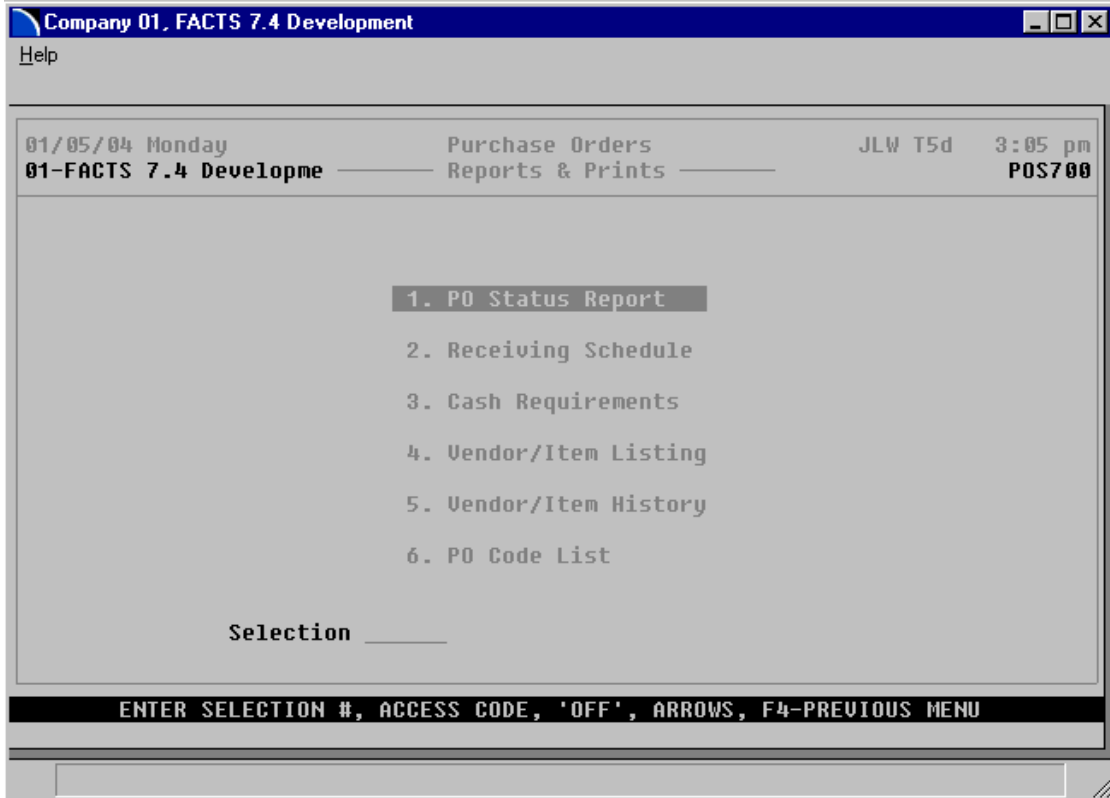 Company 01, FACTS 7.4 Development
Help
01/05/04 Monday Purchase Orders JLW T5d 3:05 pm
01-FACTS 7.4 Developme Reports & Prints POS700
1. PO Status Report
2. Receiving Schedule
3. Cash Requirements
4. Vendor/Item Listing
5. Vendor/Item History
6. PO Code List
Selection ______
ENTER SELECTION #, ACCESS CODE, 'OFF', ARROWS, F4-PREVIOUS MENU